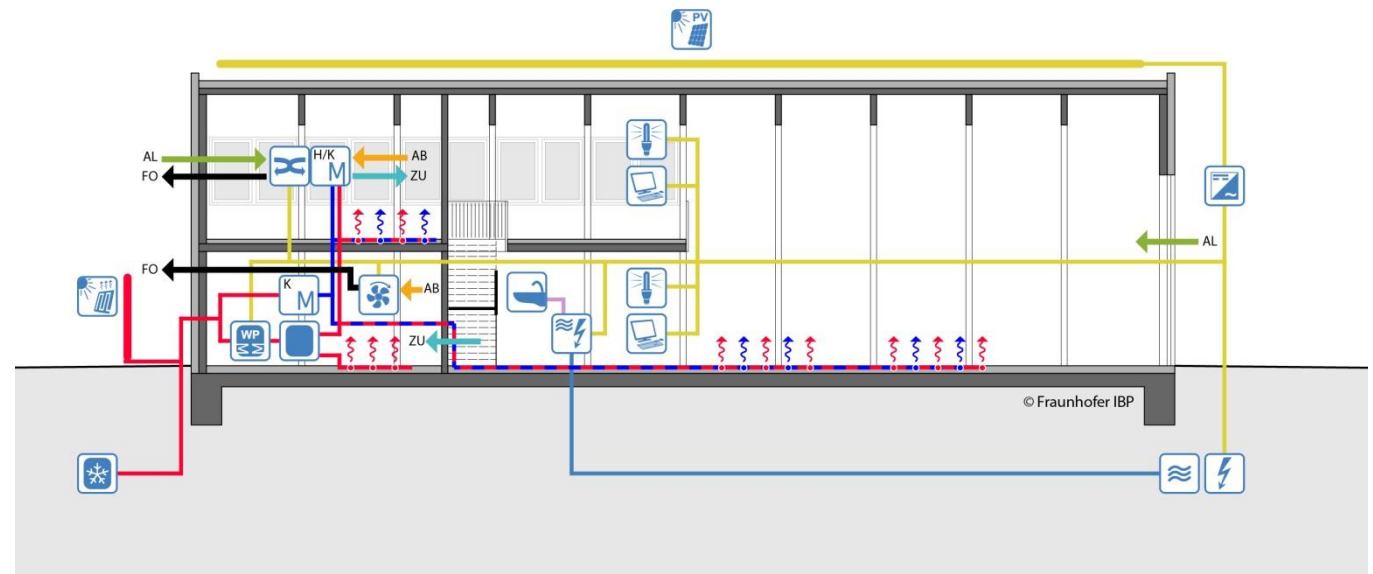 PV
AL
FO
H/K
M
AB
ZU
AL
FO
K
M
AB
WP
ZU
© Fraunhofer IBP